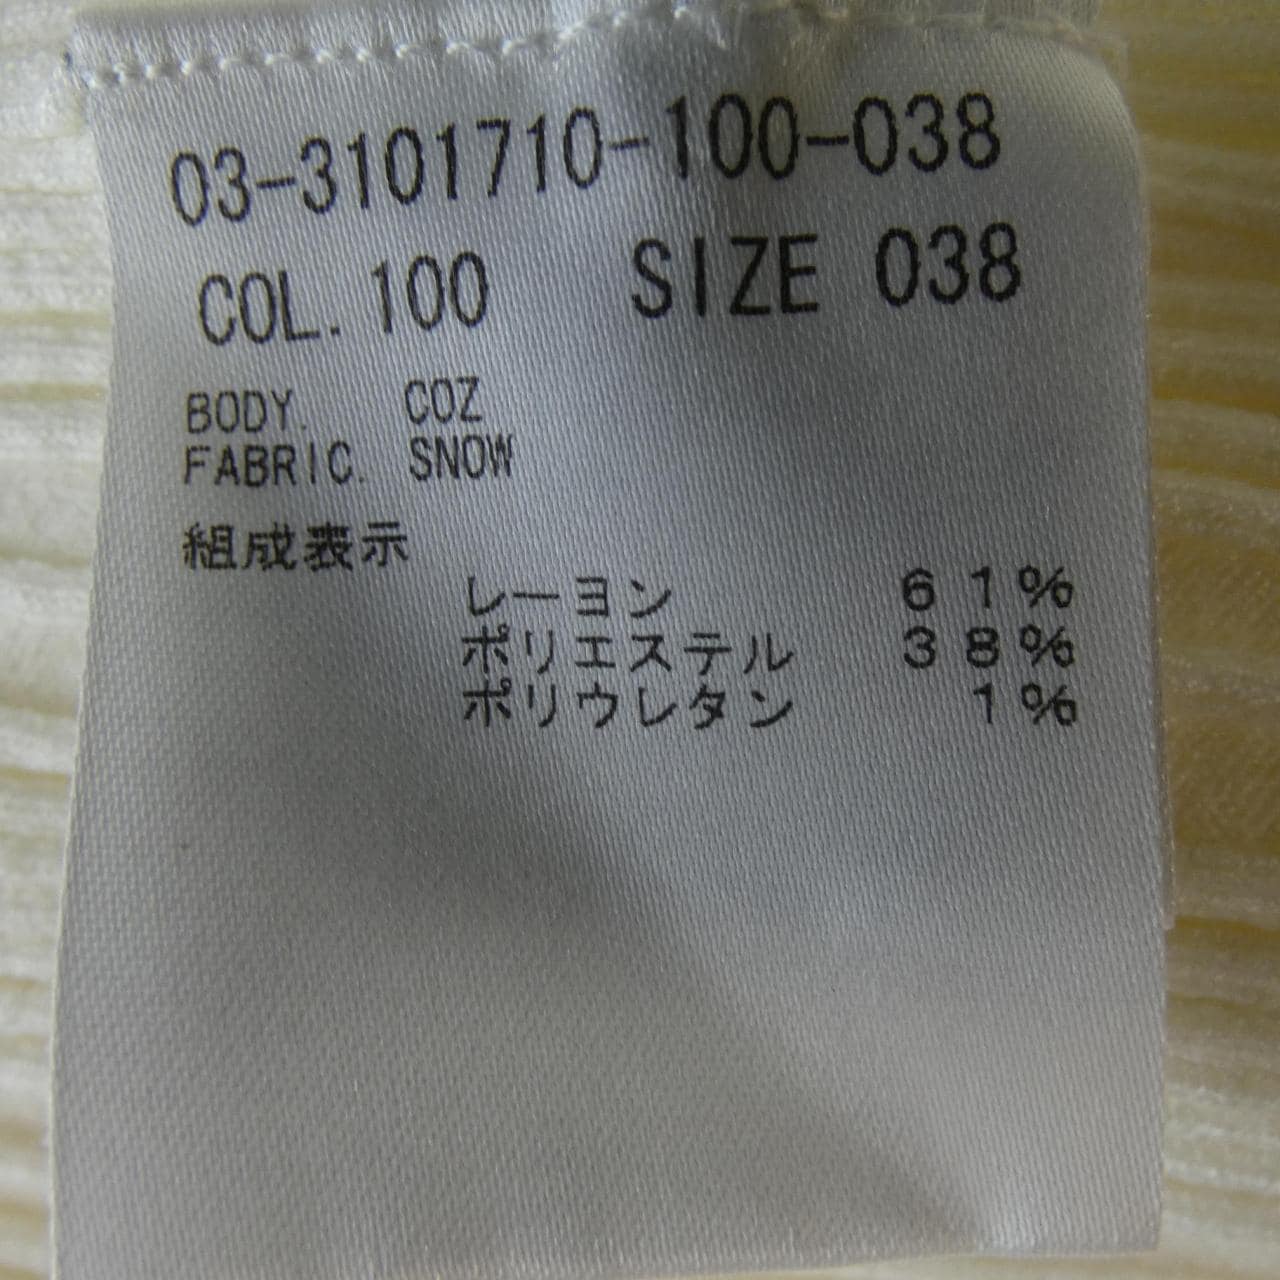 03-3101710-100-038
COL. 100 SIZE 038
BODY. COZ
FABRIC. SNOW
組成表示
レーヨン 61%
ポリエステル 38%
ポリウレタン 1%